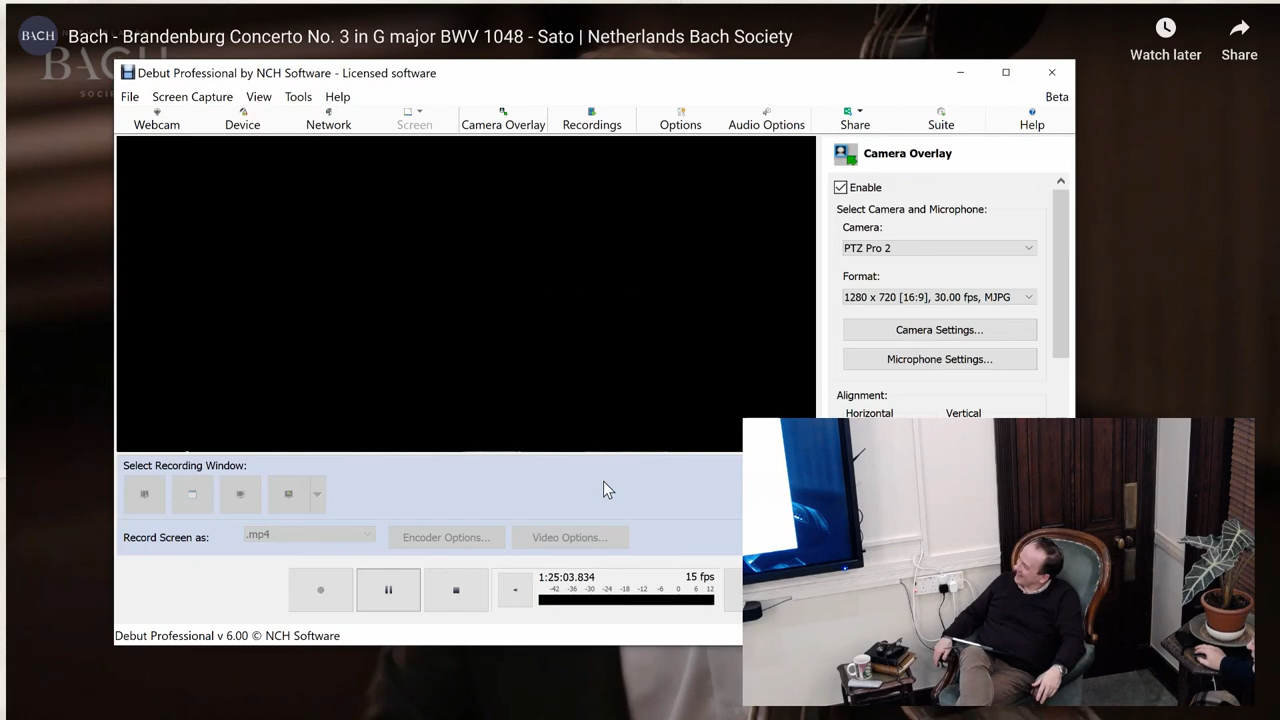 BACH
Bach - Brandenburg Concerto No. 3 in G major BWV 1048 - Sato | Netherlands Bach Society
Watch later
Share
BACH
Debut Professional by NCH Software - Licensed software
File Screen Capture View Tools Help
Beta
Webcam Device Network Screen Camera Overlay Recordings Options Audio Options Share Suite Help
Camera Overlay
Enable
Select Camera and Microphone:
Camera:
PTZ Pro 2
Format:
1280 x 720 [16:9], 30.00 fps, MJPG
Camera Settings...
Microphone Settings...
Alignment:
Horizontal Vertical
Select Recording Window:
Record Screen as: .mp4 Encoder Options... Video Options...
1:25:03.834 15 fps
-42 -36 -30 -24 -18 -12 -6 0 6 12
Debut Professional v 6.00 © NCH Software